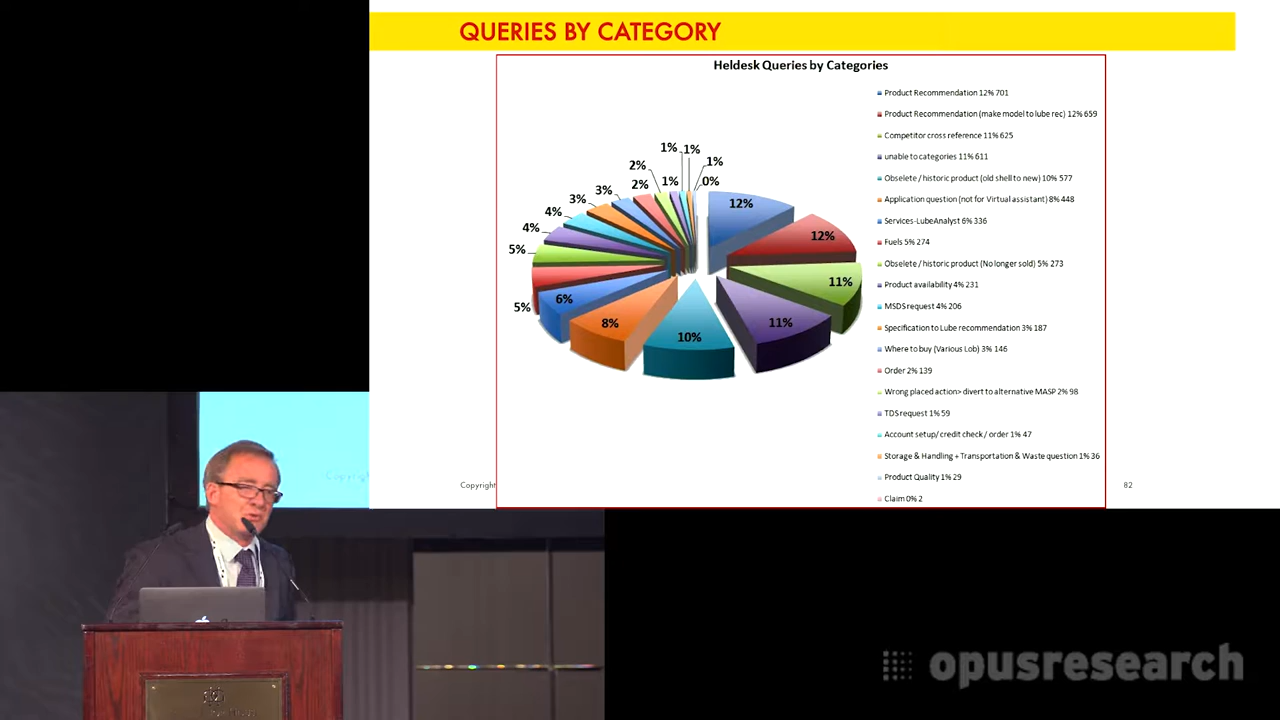 QUERIES BY CATEGORY
Heldesk Queries by Categories
Product Recommendation 12% 701
Product Recommendation (make model to lube rec) 12% 659
Competitor cross reference 11% 625
unable to categories 11% 611
Obselete / historic product (old shell to new) 10% 577
Application question (not for Virtual assistant) 8% 448
Services-LubeAnalyst 6% 336
Fuels 5% 274
Obselete / historic product (No longer sold) 5% 273
Product availability 4% 231
MSDS request 4% 206
Specification to Lube recommendation 3% 187
Where to buy (Various Lob) 3% 146
Order 2% 139
Wrong placed action> divert to alternative MASP 2% 98
TDS request 1% 59
Account setup/ credit check / order 1% 47
Storage & Handling + Transportation & Waste question 1% 36
Product Quality 1% 29
Claim 0% 2
12%
12%
11%
11%
10%
8%
6%
5%
5%
4%
4%
3%
3%
2%
2%
1%
1%
1%
1%
0%
Copyright
82
opusresearch